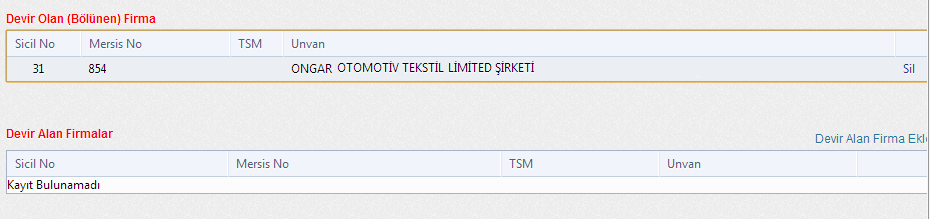 Devir Olan (Bölünen) Firma
Sicil No Mersis No TSM Unvan
31 854 ONGAR OTOMOTİV TEKSTİL LİMİTED ŞİRKETİ Sil
Devir Alan Firmalar
Devir Alan Firma Ekle
Sicil No Mersis No TSM Unvan
Kayıt Bulunamadı